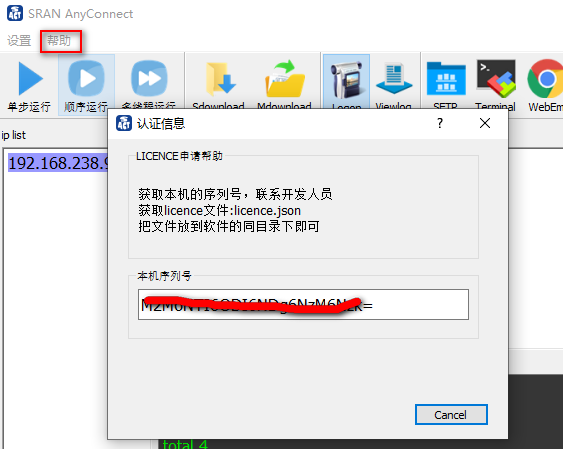 SRAN AnyConnect
设置 帮助
单步运行 顺序运行 多线程运行 Sdownload Mdownload Logon Viewlog SFTP Terminal
ip list
192.168.238.9
认证信息
? ×
LICENCE申请帮助
获取本机的序列号，联系开发人员
获取licence文件:licence.json
把文件放到软件的同目录下即可
本机序列号
Cancel
total 4